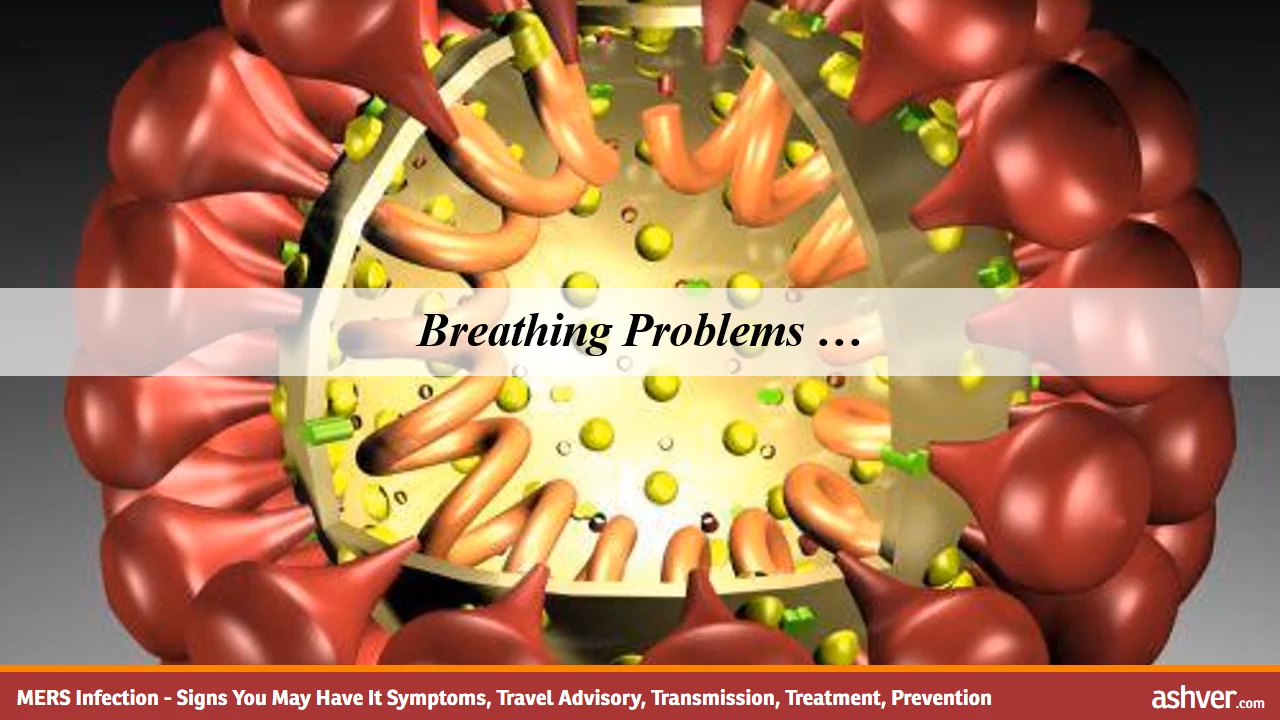 Breathing Problems …
MERS Infection - Signs You May Have It Symptoms, Travel Advisory, Transmission, Treatment, Prevention
ashver.com